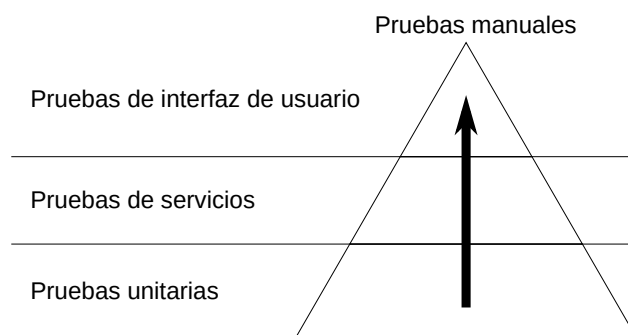 Pruebas manuales
Pruebas de interfaz de usuario
Pruebas de servicios
Pruebas unitarias